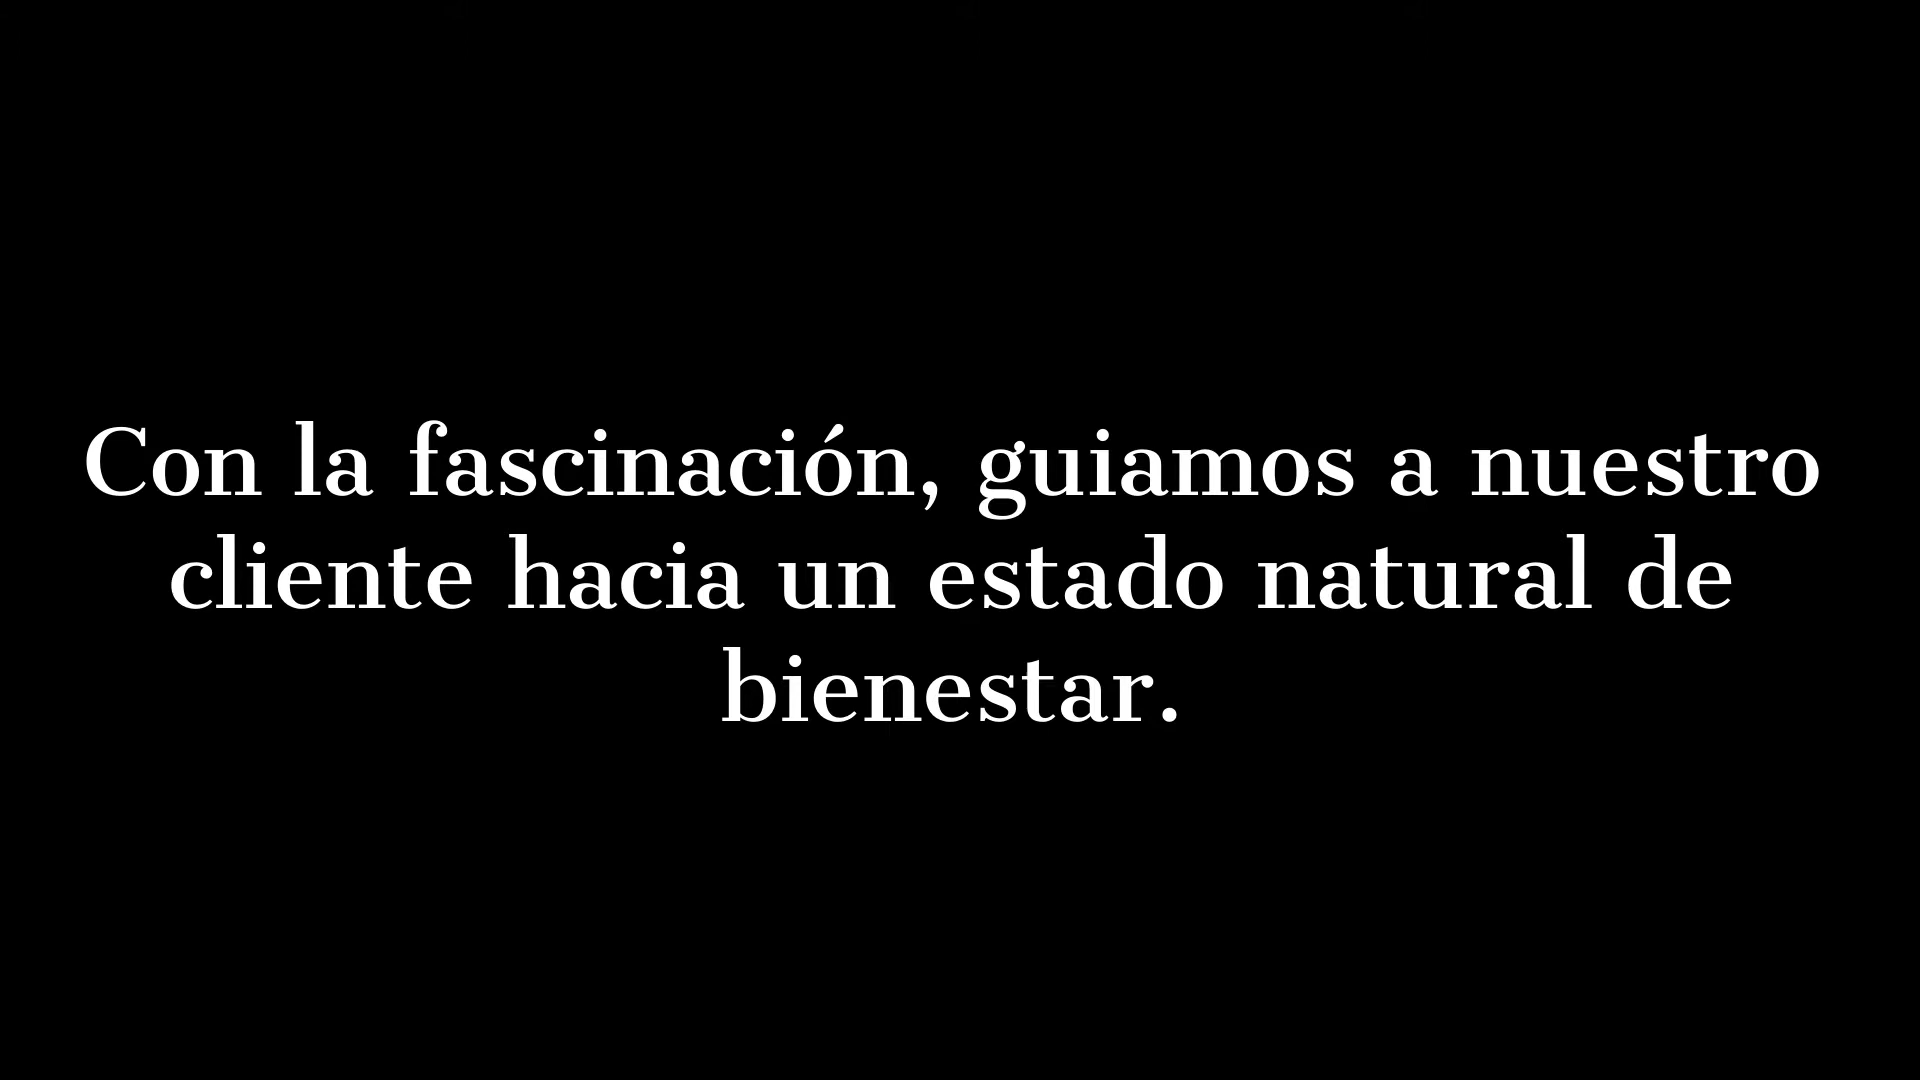 Con la fascinación, guiamos a nuestro
cliente hacia un estado natural de
bienestar.